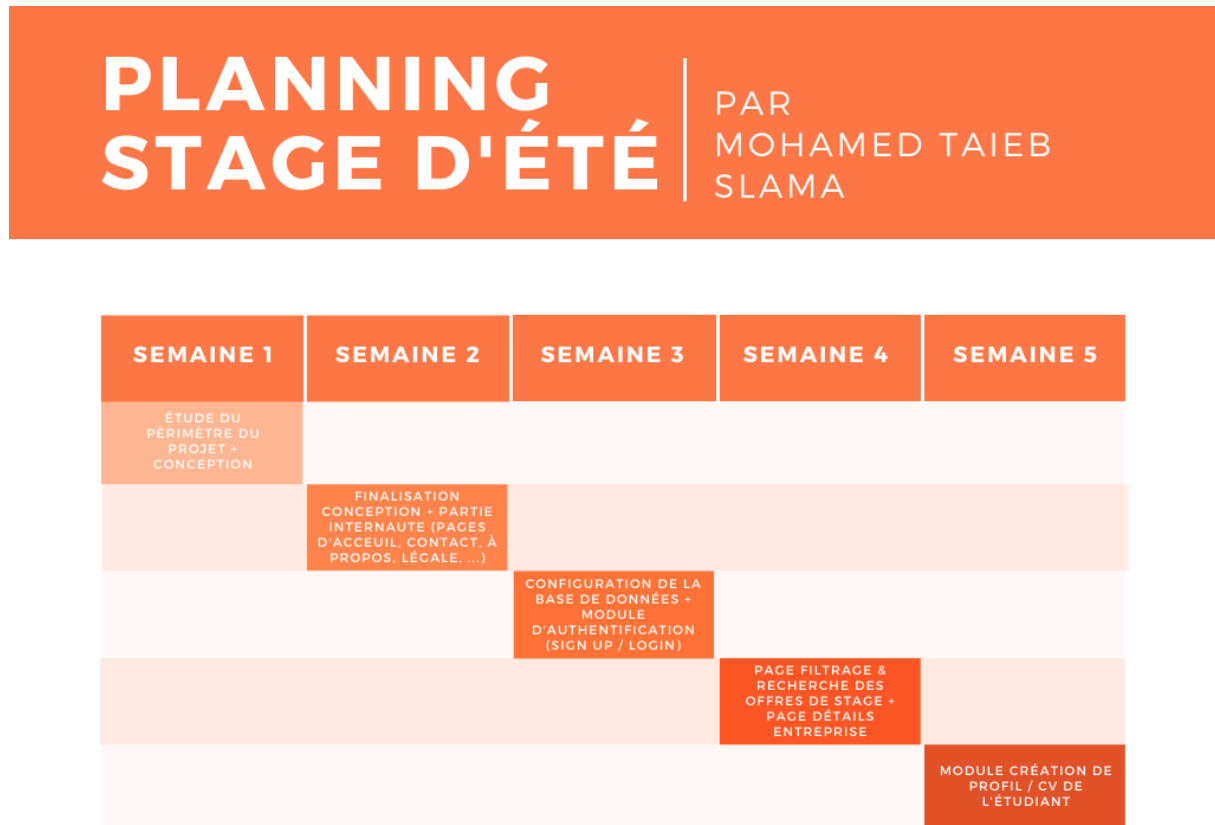 PLANNING
STAGE D'ÉTÉ
PAR
MOHAMED TAIEB
SLAMA
SEMAINE 1
SEMAINE 2
SEMAINE 3
SEMAINE 4
SEMAINE 5
ÉTUDE DU
PÈRIMÈTRE DU
PROJET +
CONCEPTION
FINALISATION
CONCEPTION + PARTIE
INTERNAUTE (PAGES
D'ACCEUIL, CONTACT, À
PROPOS, LÉGALE, ...)
CONFIGURATION DE LA
BASE DE DONNÉES +
MODULE
D'AUTHENTIFICATION
(SIGN UP / LOGIN)
PAGE FILTRAGE &
RECHERCHE DES
OFFRES DE STAGE +
PAGE DÉTAILS
ENTREPRISE
MODULE CRÉATION DE
PROFIL / CV DE
L'ÉTUDIANT